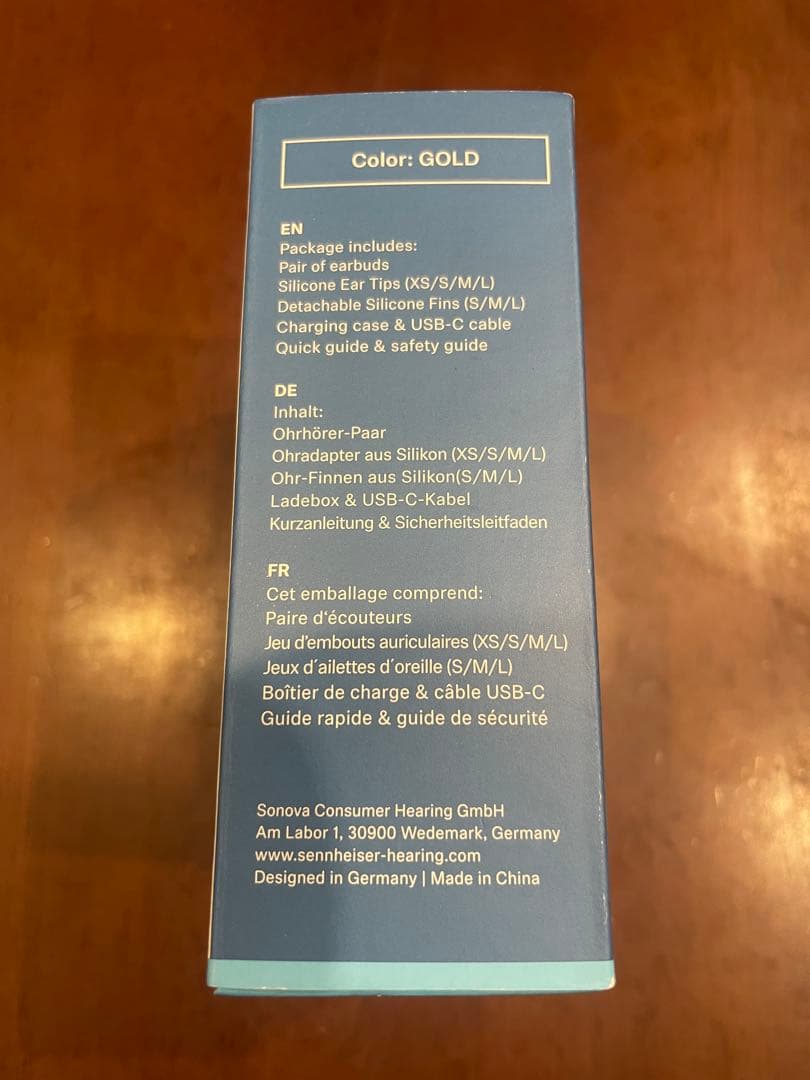 Color: GOLD
EN
Package includes:
Pair of earbuds
Silicone Ear Tips (XS/S/M/L)
Detachable Silicone Fins (S/M/L)
Charging case & USB-C cable
Quick guide & safety guide
DE
Inhalt:
Ohrhörer-Paar
Ohradapter aus Silikon (XS/S/M/L)
Ohr-Finnen aus Silikon(S/M/L)
Ladebox & USB-C-Kabel
Kurzanleitung & Sicherheitsleitfaden
FR
Cet emballage comprend:
Paire d‘écouteurs
Jeu d’embouts auriculaires (XS/S/M/L)
Jeux d´ailettes d´oreille (S/M/L)
Boîtier de charge & câble USB-C
Guide rapide & guide de sécurité
Sonova Consumer Hearing GmbH
Am Labor 1, 30900 Wedemark, Germany
www.sennheiser-hearing.com
Designed in Germany | Made in China